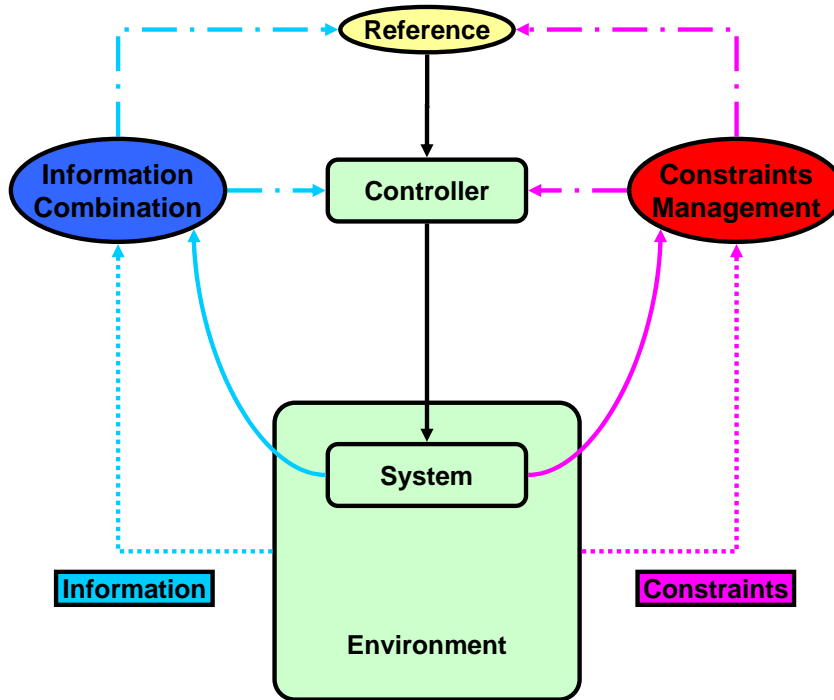 Reference
Information
Combination
Controller
Constraints
Management
System
Information
Constraints
Environment